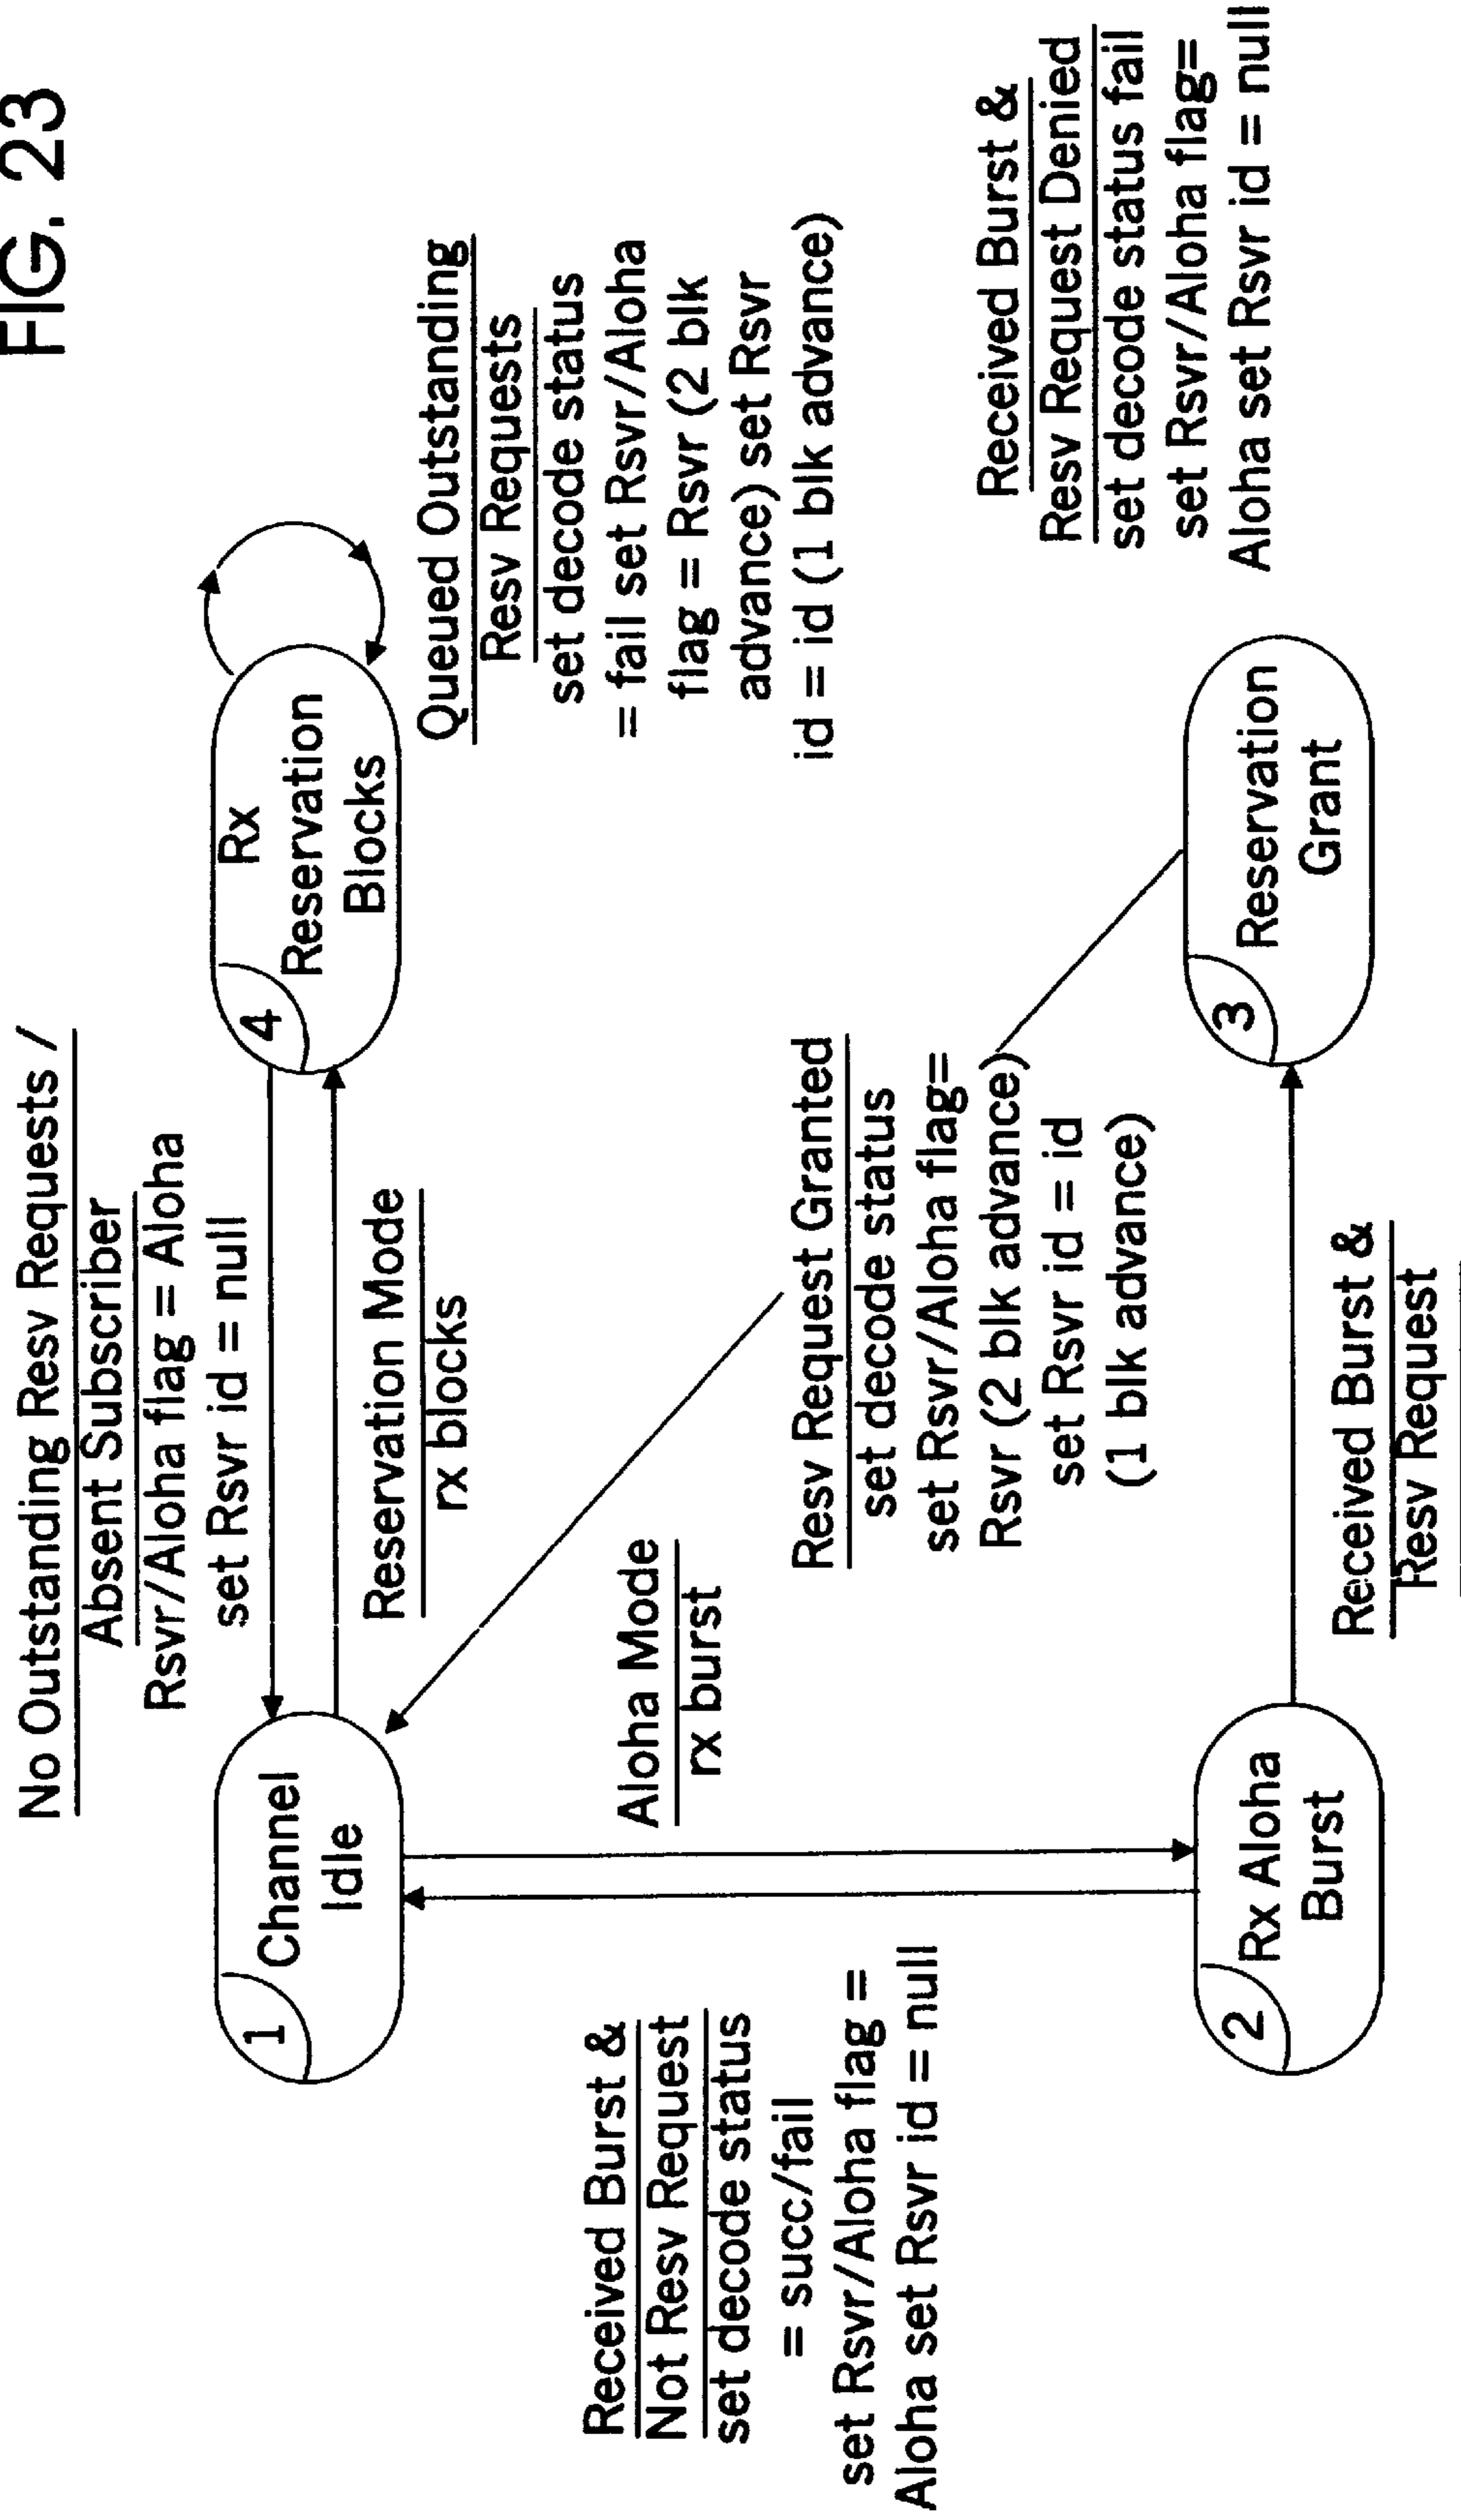 FIG. 23
No Outstanding Resv Requests /
Absent Subscriber
Rsvr/Aloha flag = Aloha
set Rsvr id = null
1
Channel
Idle
4
Rx
Reservation
Blocks
Reservation Mode
rx blocks
Queued Outstanding
Resv Requests
set decode status
= fail set Rsvr/Aloha
flag = Rsvr (2 blk
advance) set Rsvr
id = id (1 blk advance)
Received Burst &
Not Resv Request
set decode status
= succ/fail
set Rsvr/Aloha flag =
Aloha set Rsvr id = null
Aloha Mode
rx burst
Resv Request Granted
set decode status
set Rsvr/Aloha flag=
Rsvr (2 blk advance)
set Rsvr id = id
(1 blk advance)
Received Burst &
Resv Request Denied
set decode status fail
set Rsvr/Aloha flag=
Aloha set Rsvr id = null
2
Rx Aloha
Burst
3
Reservation
Grant
Received Burst &
Resv Request